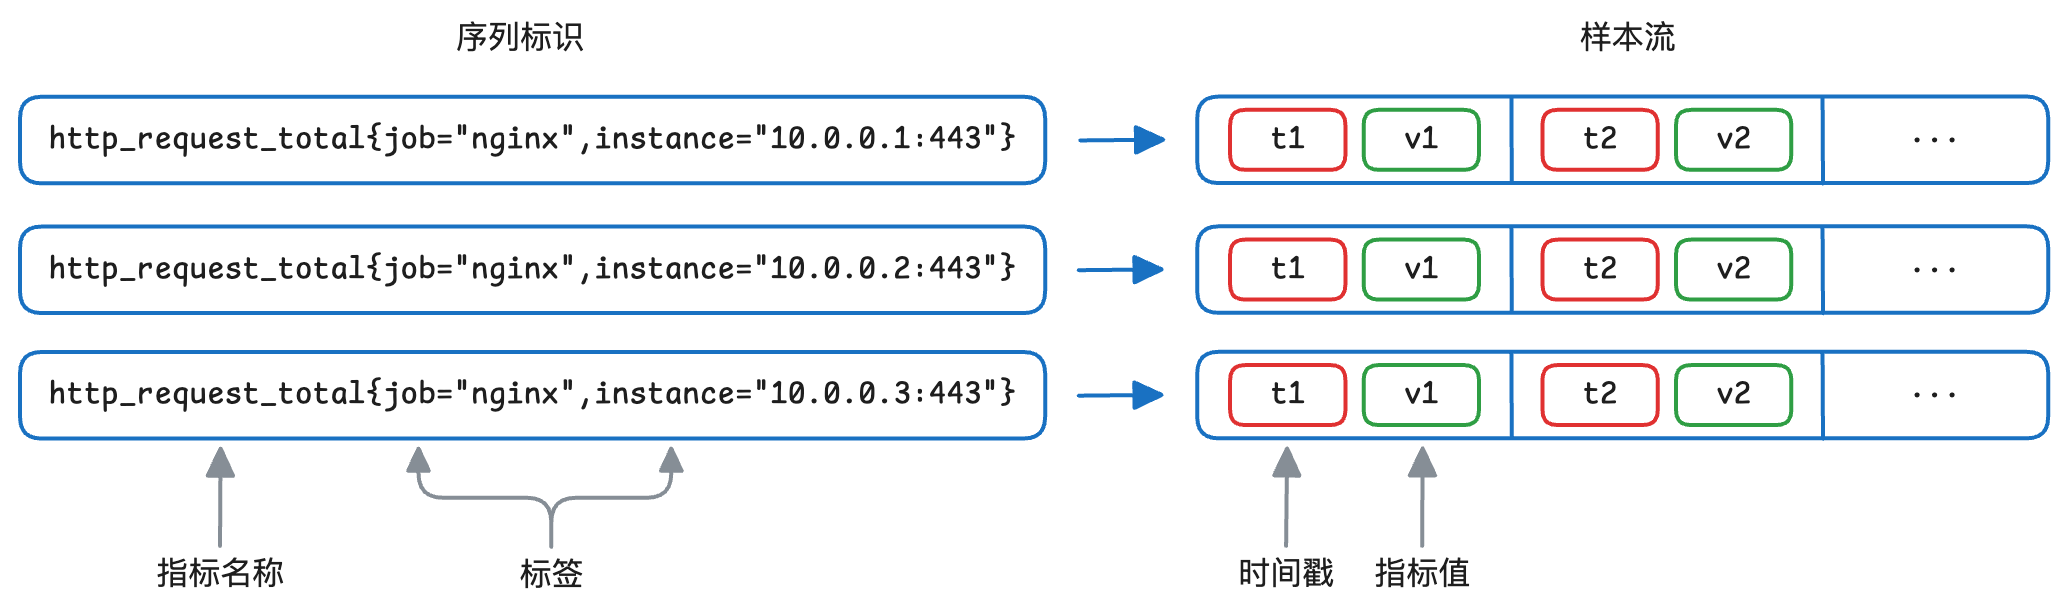 序列标识 样本流
http_request_total{job="nginx",instance="10.0.0.1:443"} t1 v1 t2 v2 ...
http_request_total{job="nginx",instance="10.0.0.2:443"} t1 v1 t2 v2 ...
http_request_total{job="nginx",instance="10.0.0.3:443"} t1 v1 t2 v2 ...
指标名称 标签 时间戳 指标值